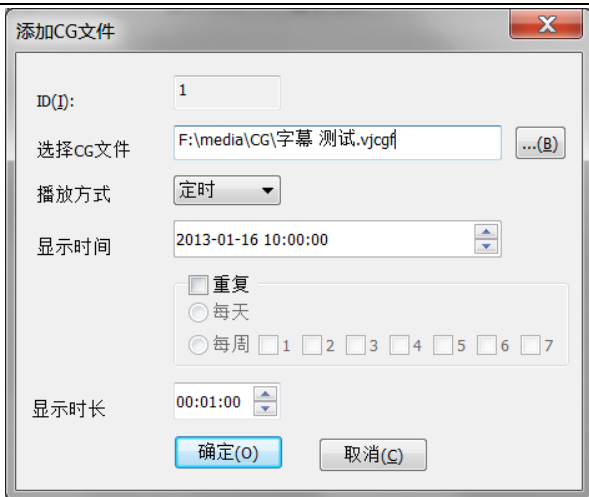 添加CG文件
ID(I): 1
选择CG文件 F:\media\CG\字幕 测试.vjcgf ...(B)
播放方式 定时
显示时间 2013-01-16 10:00:00
重复
每天
每周 1 2 3 4 5 6 7
显示时长 00:01:00
确定(O) 取消(C)